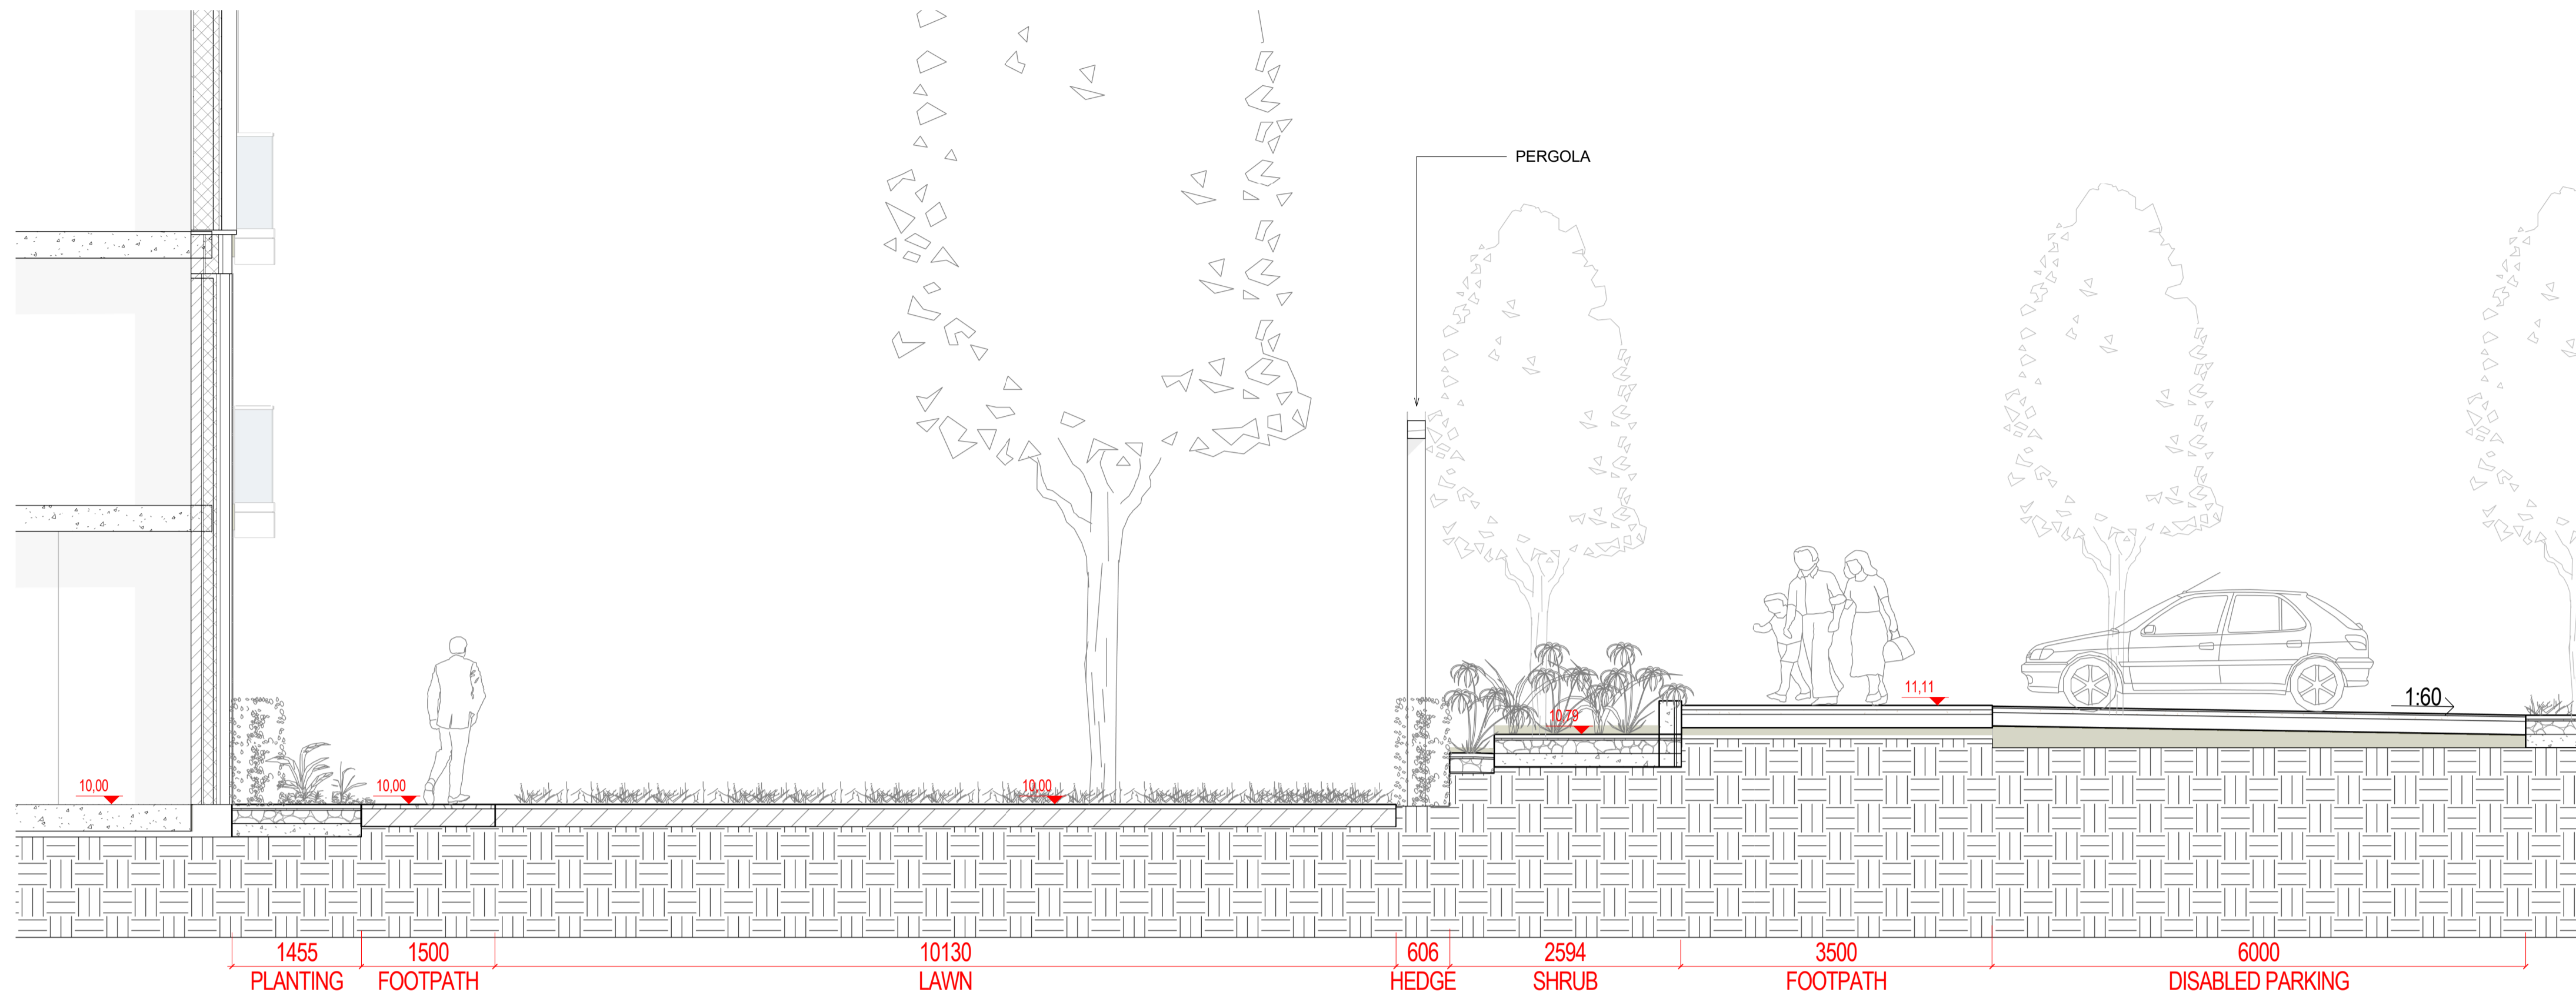 PERGOLA
10,00
10,00
10,00
10,79
11,11
1:60
1455
1500
10130
606
2594
3500
6000
PLANTING
FOOTPATH
LAWN
HEDGE
SHRUB
FOOTPATH
DISABLED PARKING